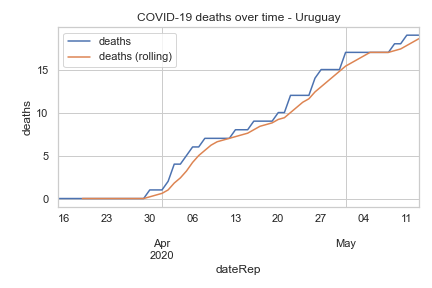 COVID-19 deaths over time - Uruguay
deaths
deaths (rolling)
deaths
15
10
5
0
16 23 30 06 13 20 27 04 11
Apr May
2020
dateRep